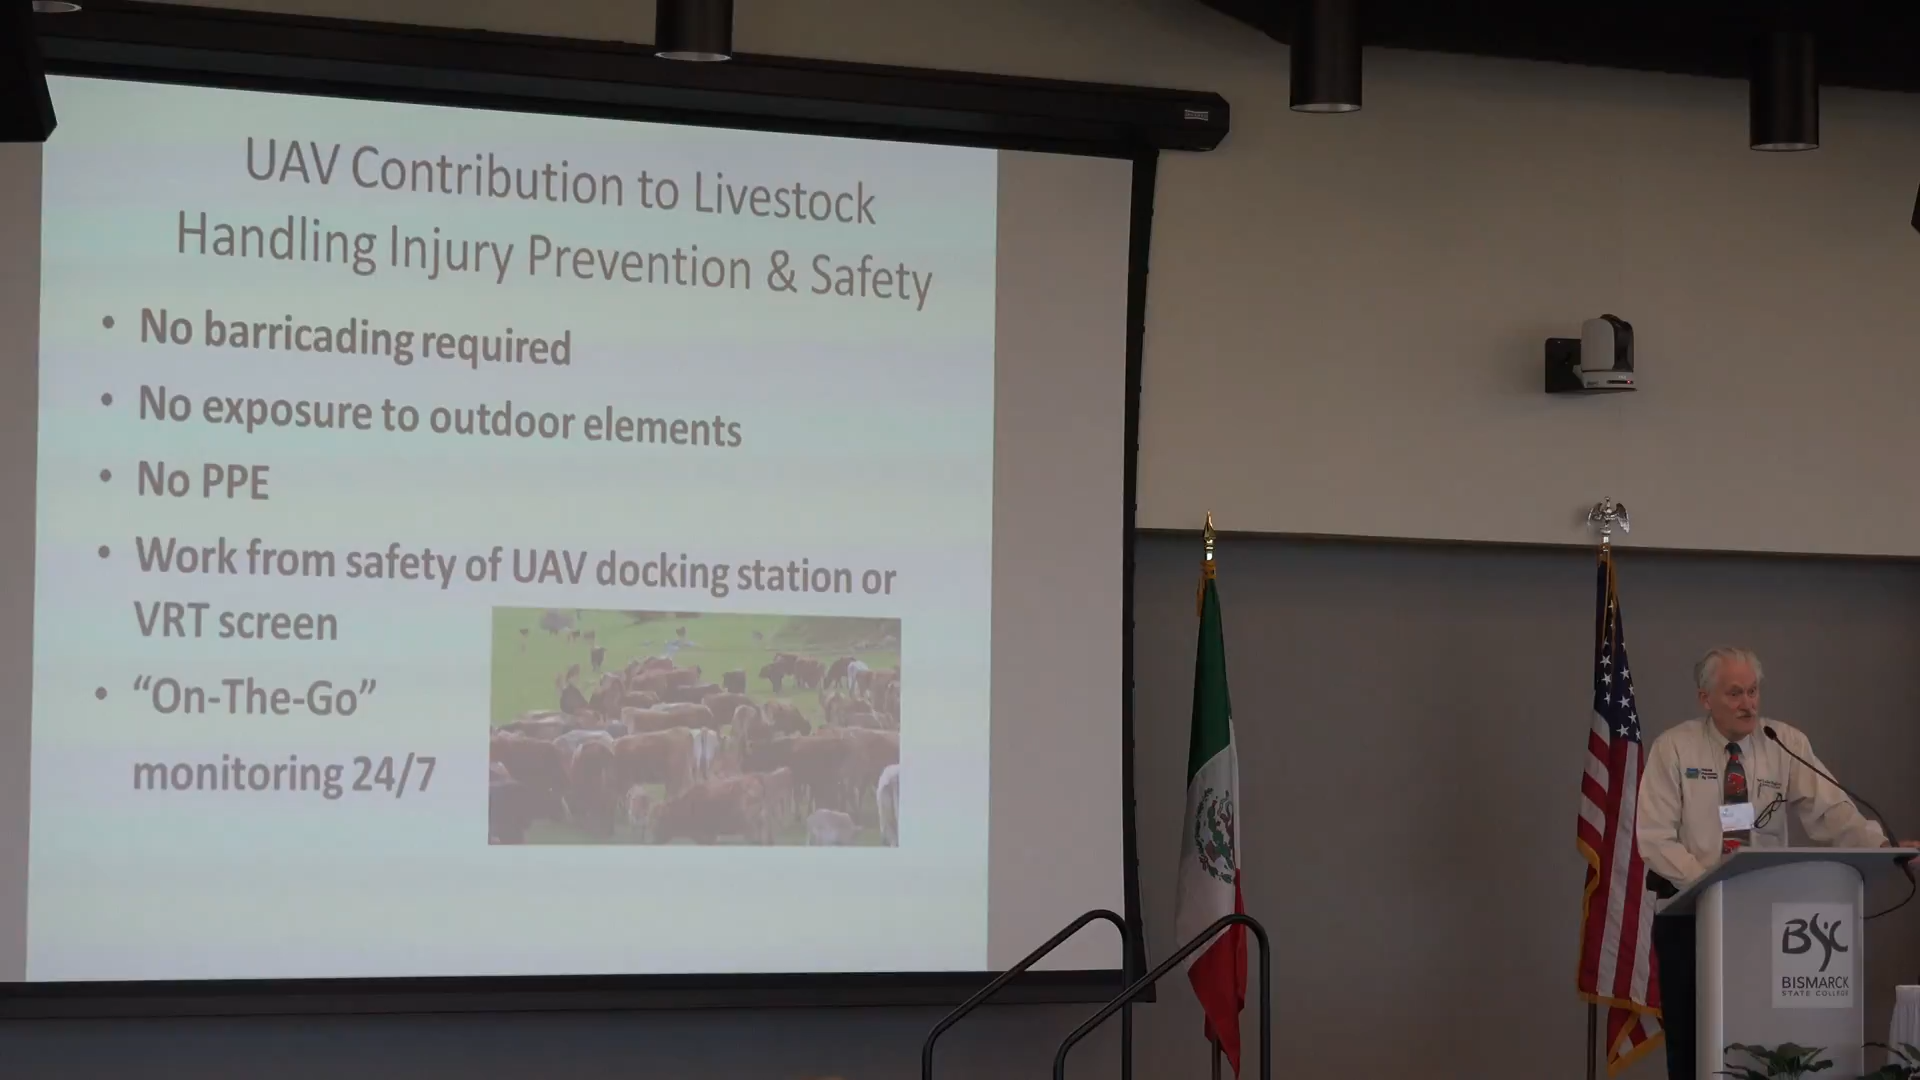 UAV Contribution to Livestock
Handling Injury Prevention & Safety
• No barricading required
• No exposure to outdoor elements
• No PPE
• Work from safety of UAV docking station or
VRT screen
• “On-The-Go”
monitoring 24/7
BSC
BISMARCK
STATE COLLEGE